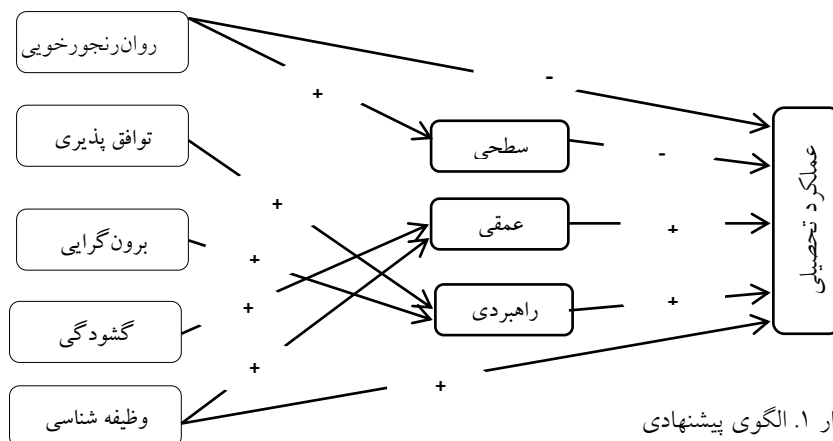 روان‌رنجورخویی
توافق پذیری
برون‌گرایی
گشودگی
وظیفه شناسی
سطحی
عمقی
راهبردی
عملکرد تحصیلی
-
+
-
+
+
+
+
+
+
+
ار ۱. الگوی پیشنهادی